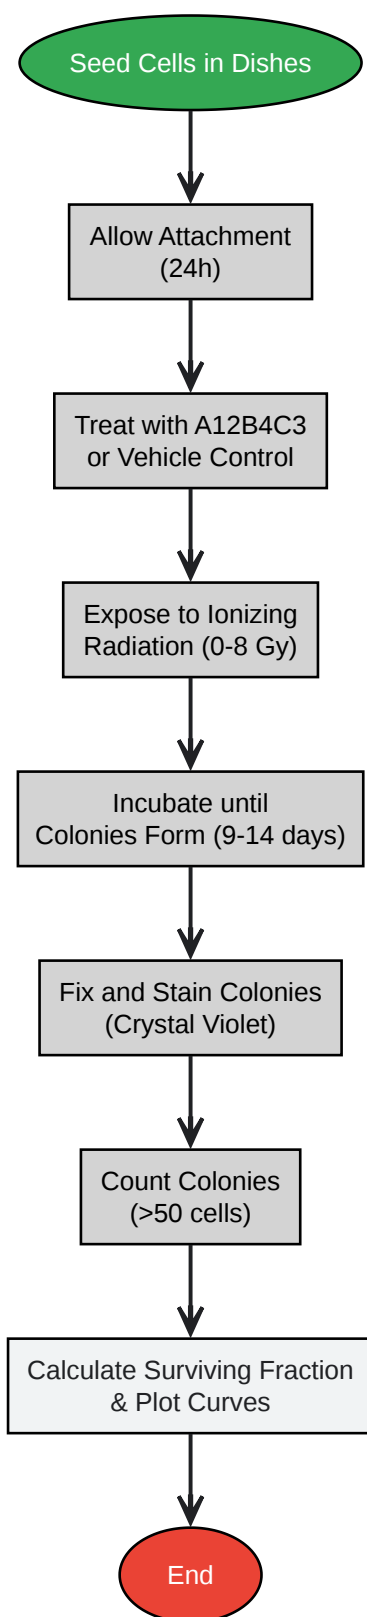 Seed Cells in Dishes
Allow Attachment
(24h)
Treat with A12B4C3
or Vehicle Control
Expose to Ionizing
Radiation (0-8 Gy)
Incubate until
Colonies Form (9-14 days)
Fix and Stain Colonies
(Crystal Violet)
Count Colonies
(>50 cells)
Calculate Surviving Fraction
& Plot Curves
End